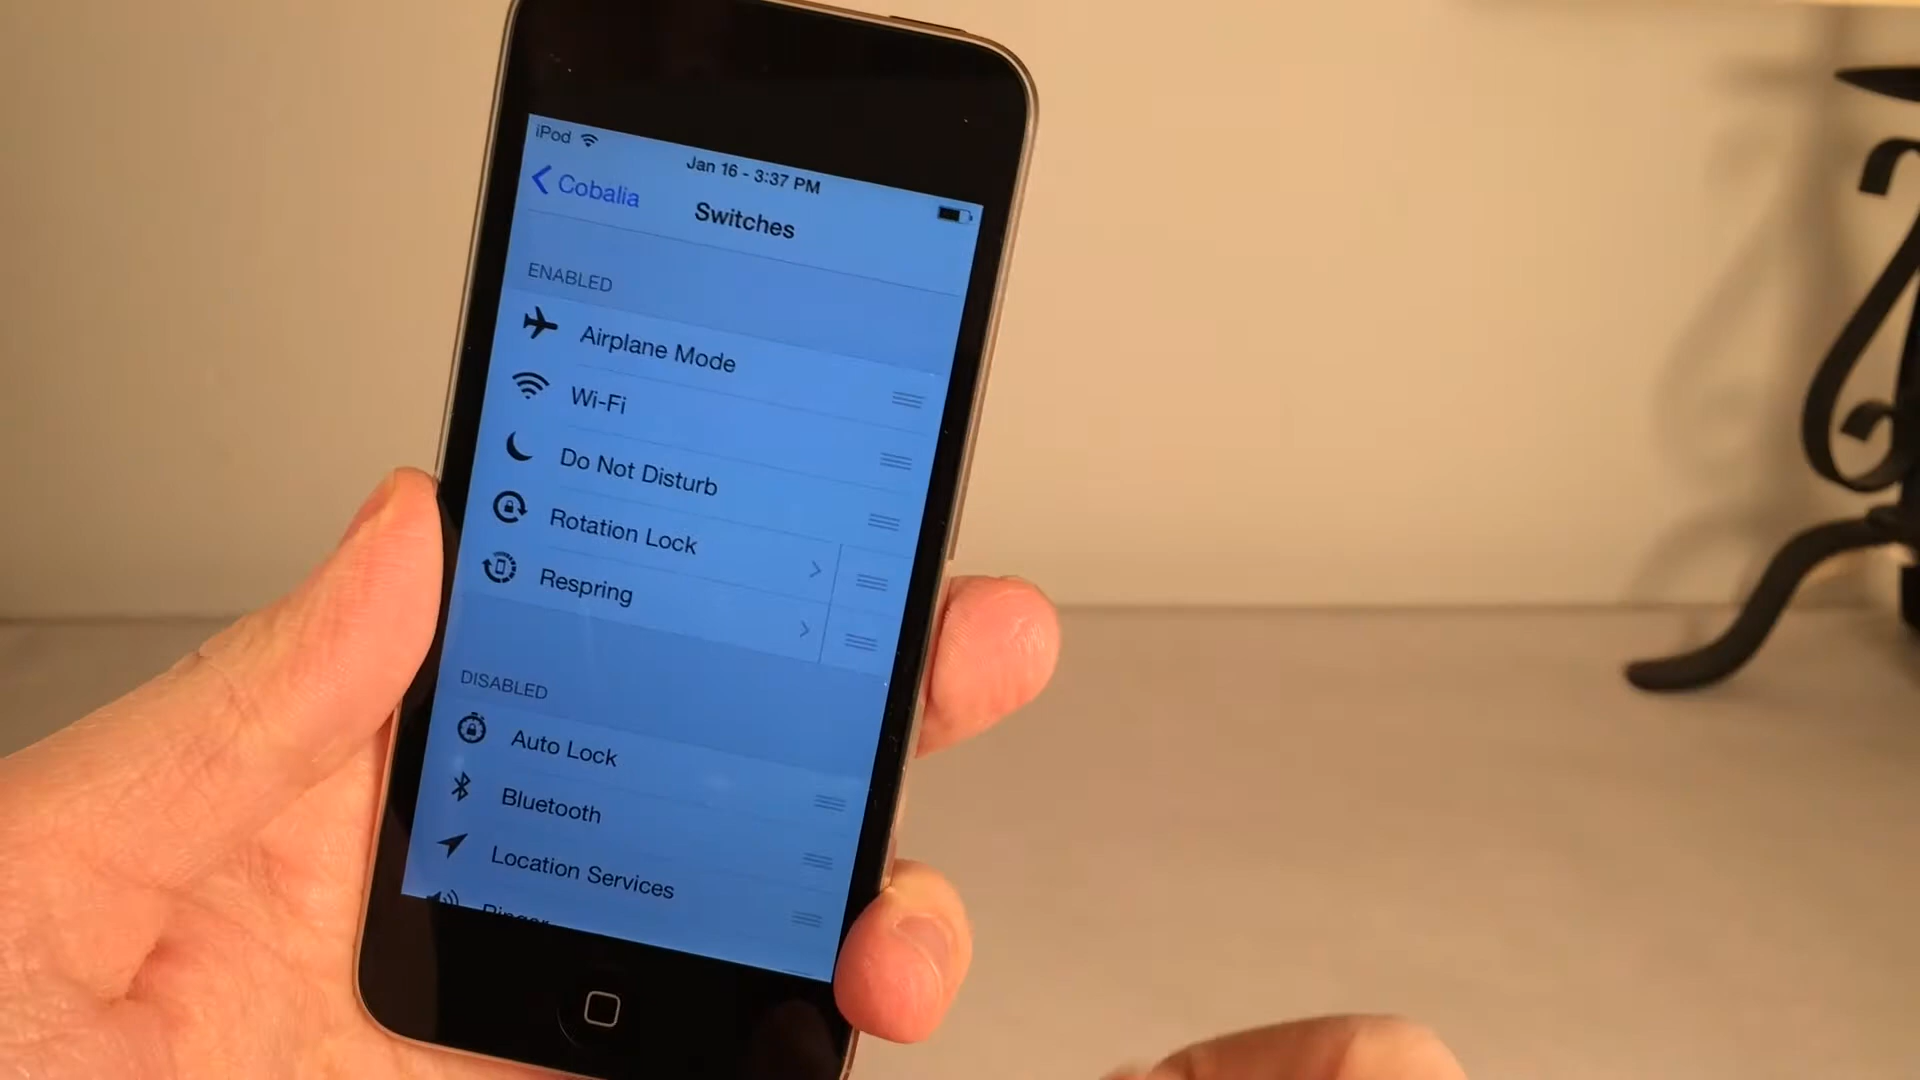 iPod
Jan 16 - 3:37 PM
Cobalia
Switches
ENABLED
Airplane Mode
Wi-Fi
Do Not Disturb
Rotation Lock
Respring
DISABLED
Auto Lock
Bluetooth
Location Services
Ringer